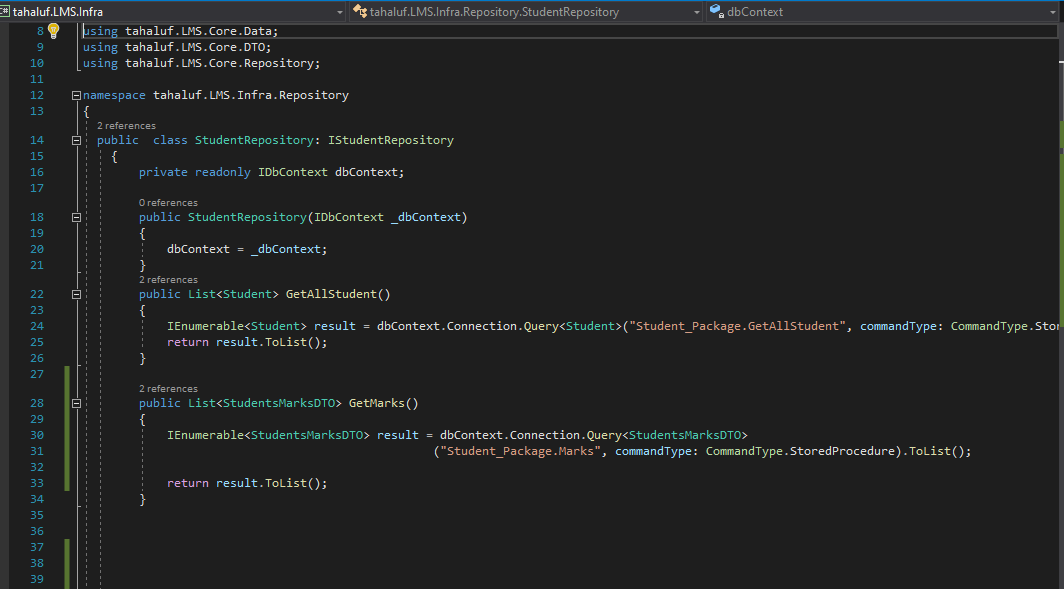 C# tahaluf.LMS.Infra tahaluf.LMS.Infra.Repository.StudentRepository dbContext
8 using tahaluf.LMS.Core.Data;
9 using tahaluf.LMS.Core.DTO;
10 using tahaluf.LMS.Core.Repository;
11
12 namespace tahaluf.LMS.Infra.Repository
13 {
2 references
14 public class StudentRepository: IStudentRepository
15 {
16 private readonly IDbContext dbContext;
17
0 references
18 public StudentRepository(IDbContext _dbContext)
19 {
20 dbContext = _dbContext;
21 }
2 references
22 public List<Student> GetAllStudent()
23 {
24 IEnumerable<Student> result = dbContext.Connection.Query<Student>("Student_Package.GetAllStudent", commandType: CommandType.Stor
25 return result.ToList();
26 }
27
2 references
28 public List<StudentsMarksDTO> GetMarks()
29 {
30 IEnumerable<StudentsMarksDTO> result = dbContext.Connection.Query<StudentsMarksDTO>
31 ("Student_Package.Marks", commandType: CommandType.StoredProcedure).ToList();
32
33 return result.ToList();
34 }
35
36
37
38
39